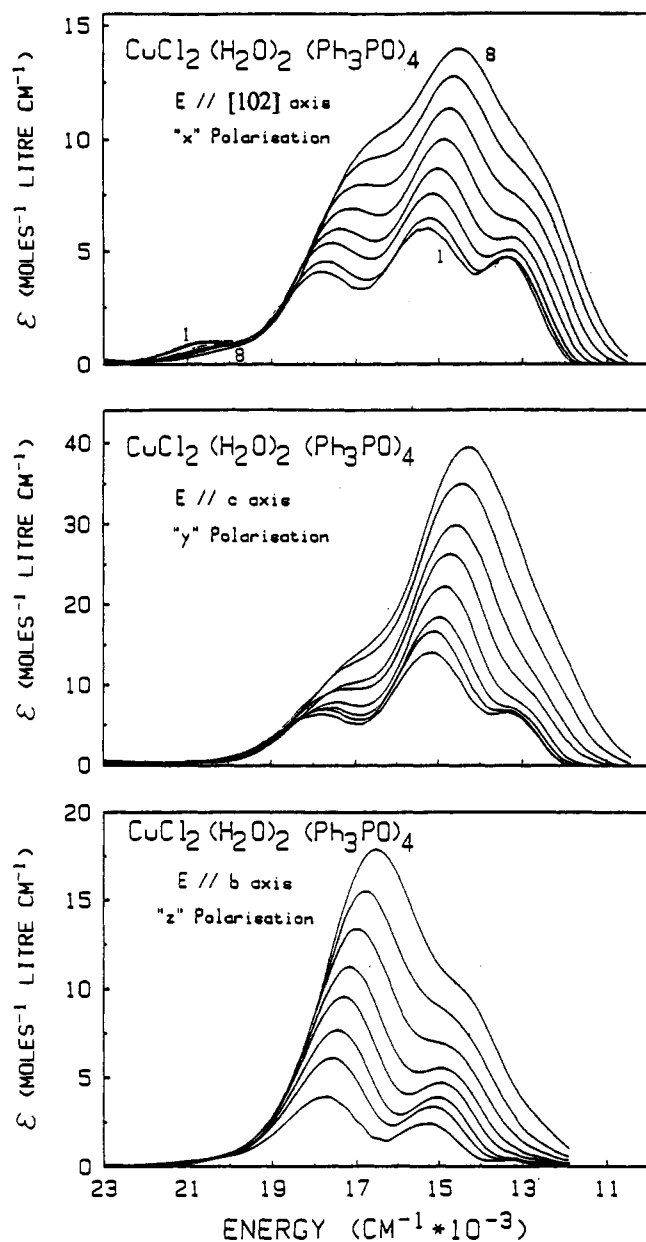 15
10
5
0
ε (MOLES⁻¹ LITRE CM⁻¹)
CuCl₂(H₂O)₂(Ph₃PO)₄
E // [102] axis
"x" Polarisation
8
1
1
8
40
30
20
10
0
ε (MOLES⁻¹ LITRE CM⁻¹)
CuCl₂(H₂O)₂(Ph₃PO)₄
E // c axis
"y" Polarisation
20
15
10
5
0
ε (MOLES⁻¹ LITRE CM⁻¹)
CuCl₂(H₂O)₂(Ph₃PO)₄
E // b axis
"z" Polarisation
23 21 19 17 15 13 11
ENERGY (CM⁻¹*10⁻³)